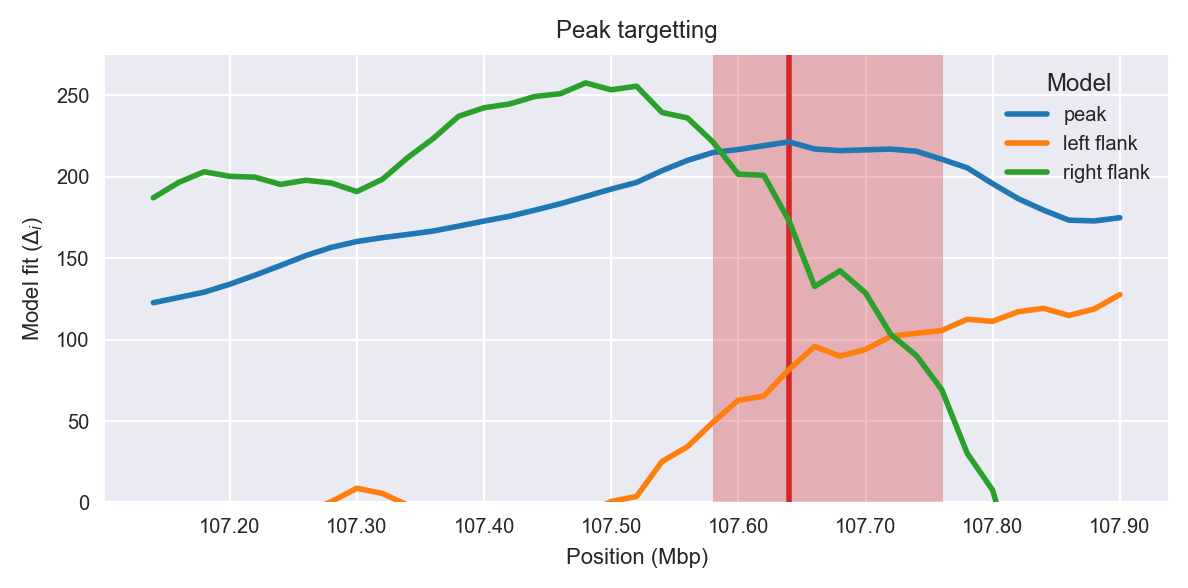 Peak targetting
Model fit (Δi)
250
200
150
100
50
0
Model
peak
left flank
right flank
107.20 107.30 107.40 107.50 107.60 107.70 107.80 107.90
Position (Mbp)